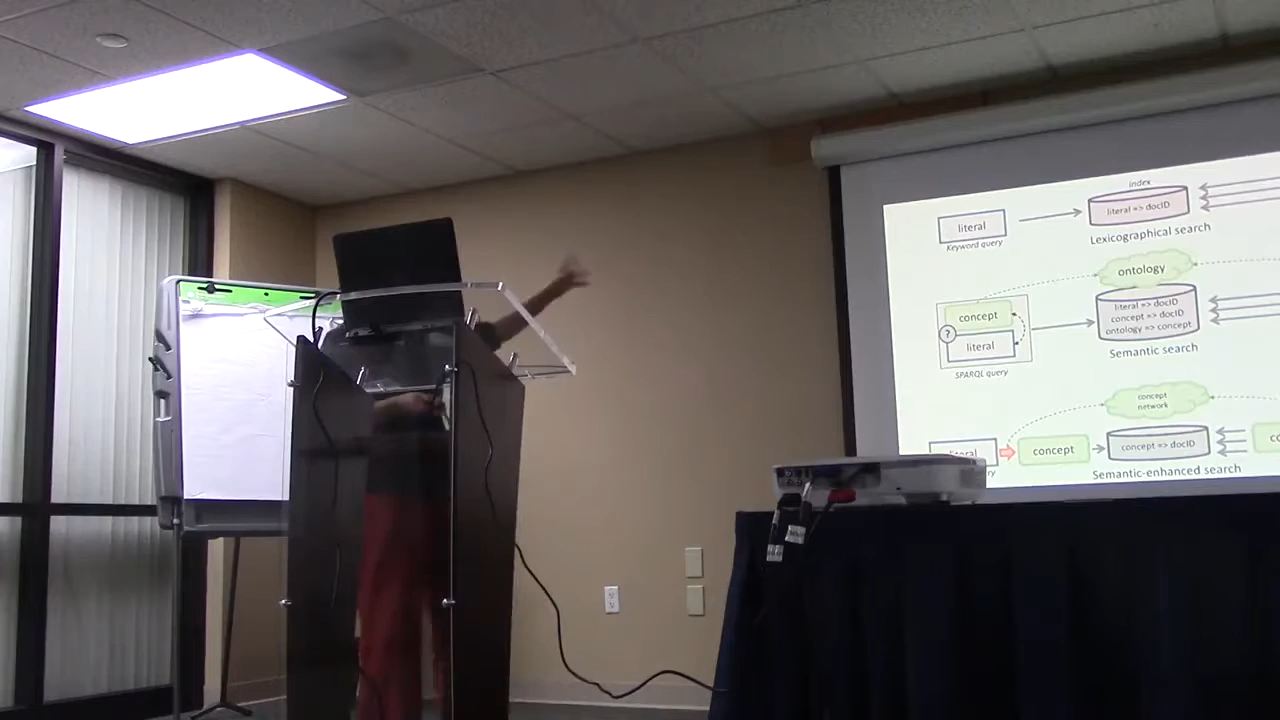 index
literal => docID
literal
Keyword query
Lexicographical search
ontology
literal => docID
concept => docID
ontology => concept
concept
?
literal
SPARQL query
Semantic search
concept
network
concept => docID
concept
Semantic-enhanced search